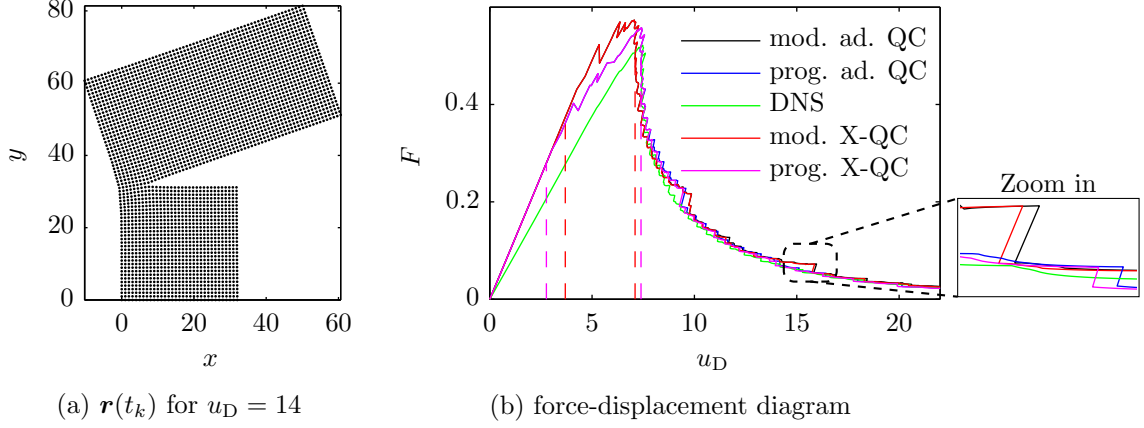 80
60
40
20
0
y
0
20
40
60
x
(a) r(t_k) for u_D = 14
F
0.4
0.2
0
0
5
10
15
20
u_D
mod. ad. QC
prog. ad. QC
DNS
mod. X-QC
prog. X-QC
Zoom in
(b) force-displacement diagram